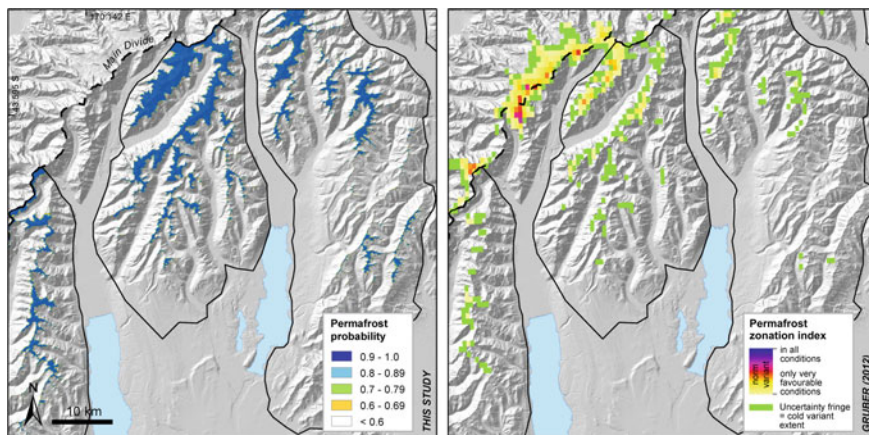 170.142 E
Main Divide
43.595 S
N
10 km
Permafrost
probability
0.9 - 1.0
0.8 - 0.89
0.7 - 0.79
0.6 - 0.69
< 0.6
THIS STUDY
Permafrost
zonation index
norm
variant
in all
conditions
only very
favourable
conditions
Uncertainty fringe
= cold variant
extent
GRUBER (2012)